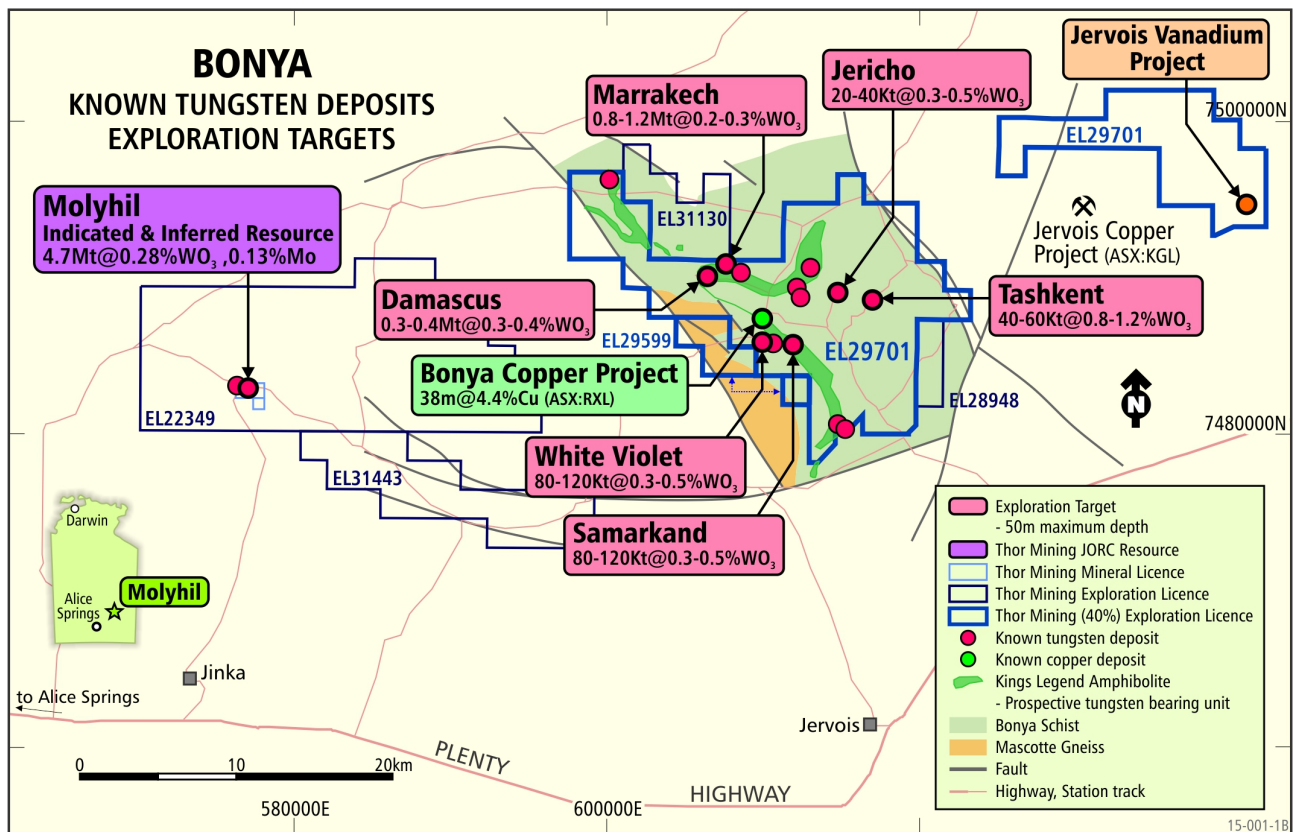 BONYA
KNOWN TUNGSTEN DEPOSITS
EXPLORATION TARGETS
Jervois Vanadium
Project
Jericho
20-40Kt@0.3-0.5%WO₃
Marrakech
0.8-1.2Mt@0.2-0.3%WO₃
7500000N
EL29701
Molyhil
Indicated & Inferred Resource
4.7Mt@0.28%WO₃ ,0.13%Mo
EL31130
Jervois Copper
Project (ASX:KGL)
Damascus
0.3-0.4Mt@0.3-0.4%WO₃
Tashkent
40-60Kt@0.8-1.2%WO₃
EL29599
EL29701
Bonya Copper Project
38m@4.4%Cu (ASX:RXL)
EL28948
N
EL22349
7480000N
White Violet
80-120Kt@0.3-0.5%WO₃
EL31443
Samarkand
80-120Kt@0.3-0.5%WO₃
Darwin
Alice
Springs
Molyhil
Exploration Target
- 50m maximum depth
Thor Mining JORC Resource
Thor Mining Mineral Licence
Thor Mining Exploration Licence
Thor Mining (40%) Exploration Licence
Known tungsten deposit
Known copper deposit
Kings Legend Amphibolite
- Prospective tungsten bearing unit
Bonya Schist
Mascotte Gneiss
Fault
Highway, Station track
Jinka
to Alice Springs
Jervois
PLENTY
HIGHWAY
0 10 20km
580000E
600000E
15-001-1B